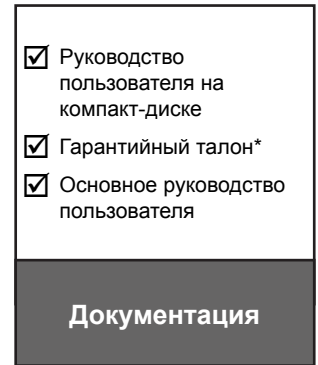 ☑ Руководство
пользователя на
компакт-диске
☑ Гарантийный талон*
☑ Основное руководство
пользователя
Документация